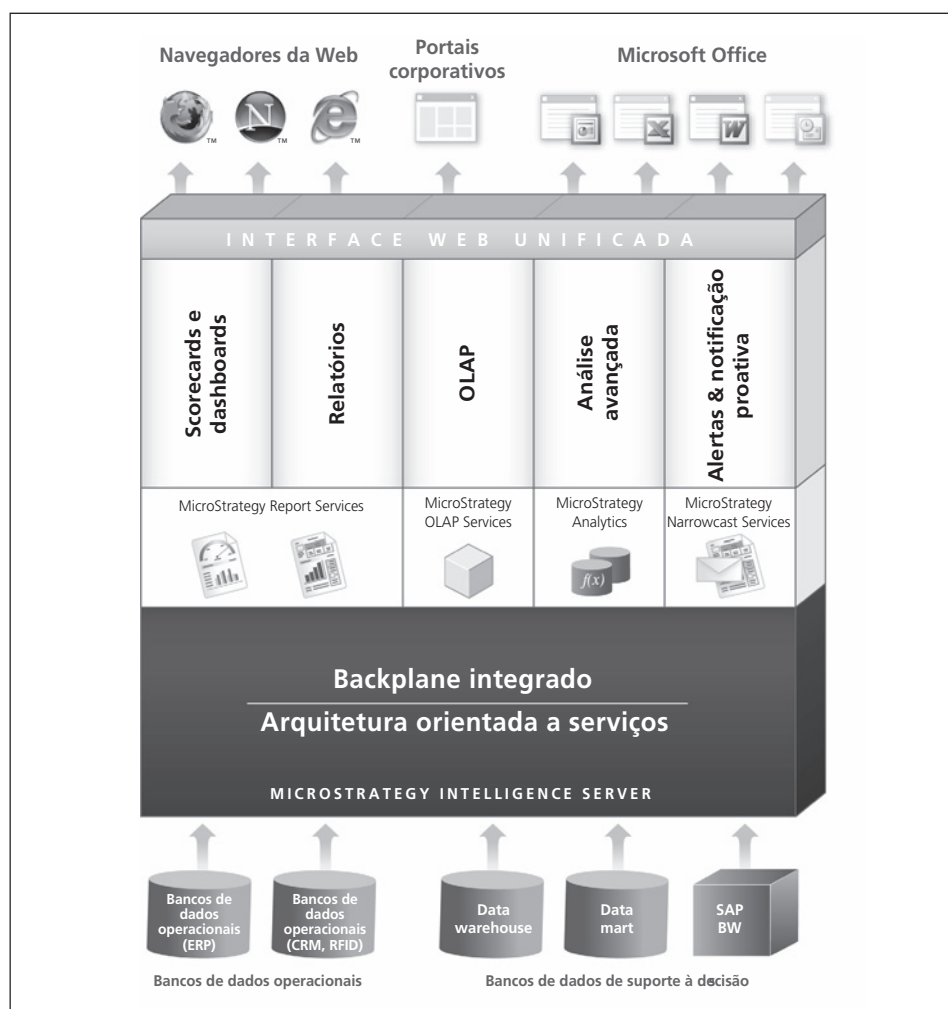 Navegadores da Web
Portais
corporativos
Microsoft Office
N
TM
TM
TM
INTERFACE WEB UNIFICADA
Scorecards e
dashboards
Relatórios
OLAP
Análise
avançada
Alertas & notificação
proativa
MicroStrategy Report Services
MicroStrategy
OLAP Services
MicroStrategy
Analytics
MicroStrategy
Narrowcast Services
f(x)
Backplane integrado
Arquitetura orientada a serviços
MICROSTRATEGY INTELLIGENCE SERVER
Bancos de
dados
operacionais
(ERP)
Bancos de
dados
operacionais
(CRM, RFID)
Data
warehouse
Data
mart
SAP
BW
Bancos de dados operacionais
Bancos de dados de suporte à